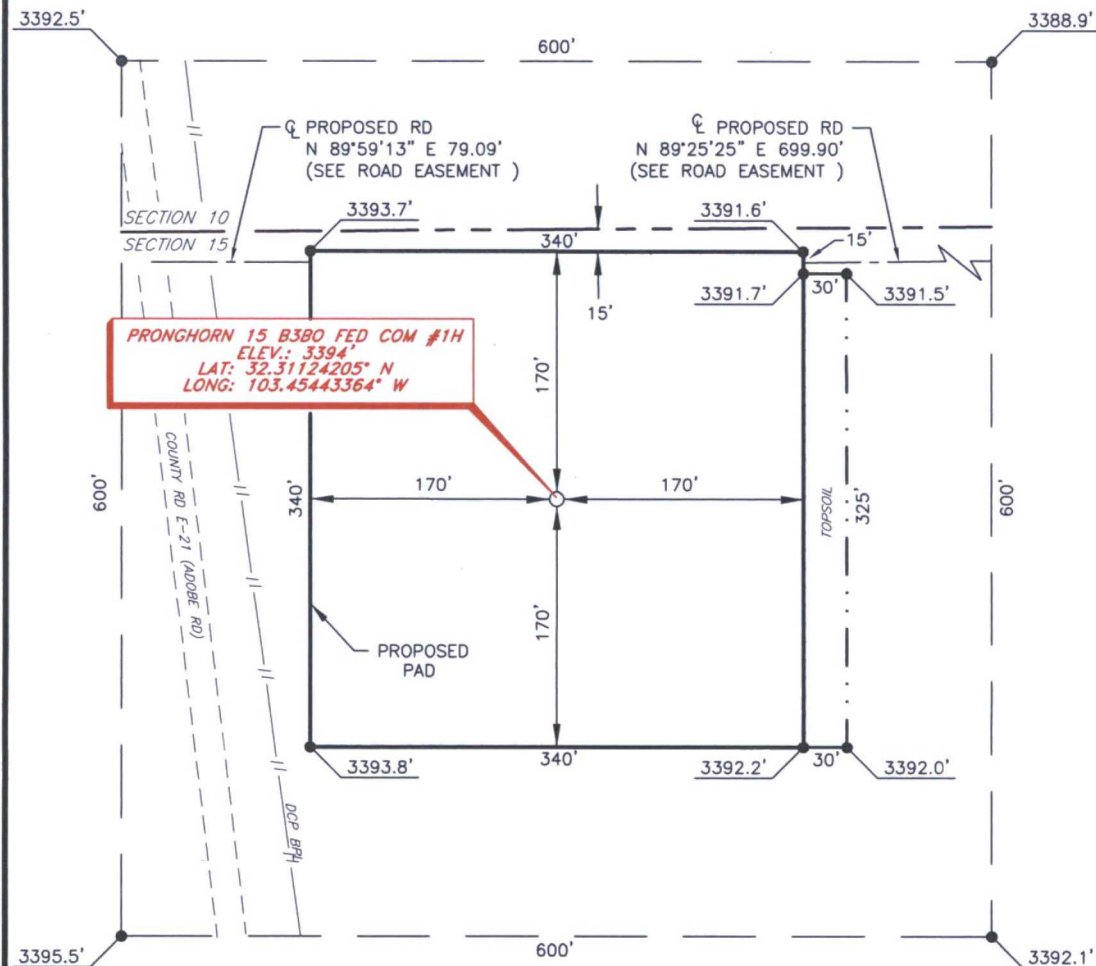 3392.5'
3388.9'
600'
℄ PROPOSED RD
N 89°59'13" E 79.09'
(SEE ROAD EASEMENT )
℄ PROPOSED RD
N 89°25'25" E 699.90'
(SEE ROAD EASEMENT )
SECTION 10
SECTION 15
3393.7'
3391.6'
340'
15'
15'
3391.7'
30'
3391.5'
PRONGHORN 15 B3BO FED COM #1H
ELEV.: 3394'
LAT: 32.31124205° N
LONG: 103.45443364° W
170'
600'
COUNTY RD E-21 (ADOBE RD)
340'
170'
170'
TOPSOIL
325'
600'
170'
PROPOSED
PAD
3393.8'
340'
3392.2'
30'
3392.0'
DCP BPH
3395.5'
600'
3392.1'